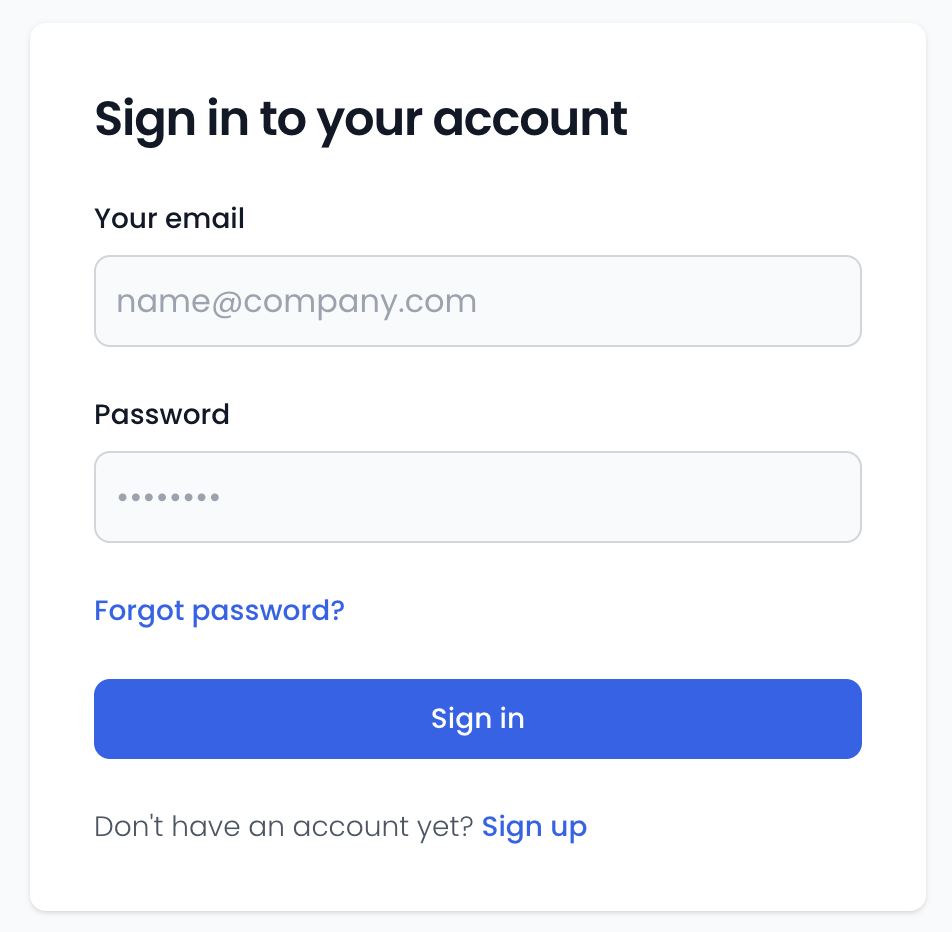 Sign in to your account
Your email
name@company.com
Password
••••••••
Forgot password?
Sign in
Don't have an account yet? Sign up